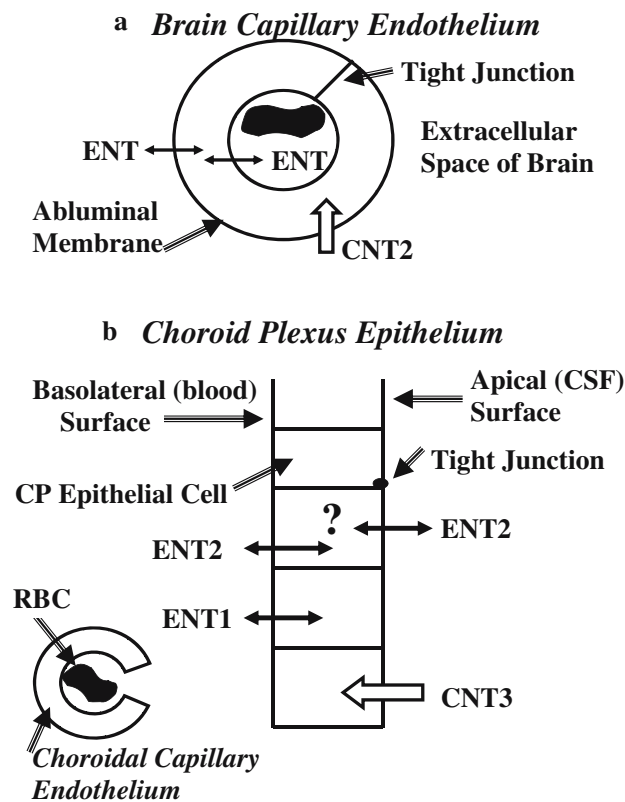 a Brain Capillary Endothelium
Tight Junction
ENT
ENT
Extracellular
Space of Brain
Abluminal
Membrane
CNT2
b Choroid Plexus Epithelium
Basolateral (blood)
Surface
Apical (CSF)
Surface
Tight Junction
CP Epithelial Cell
?
ENT2
ENT2
RBC
ENT1
CNT3
Choroidal Capillary
Endothelium